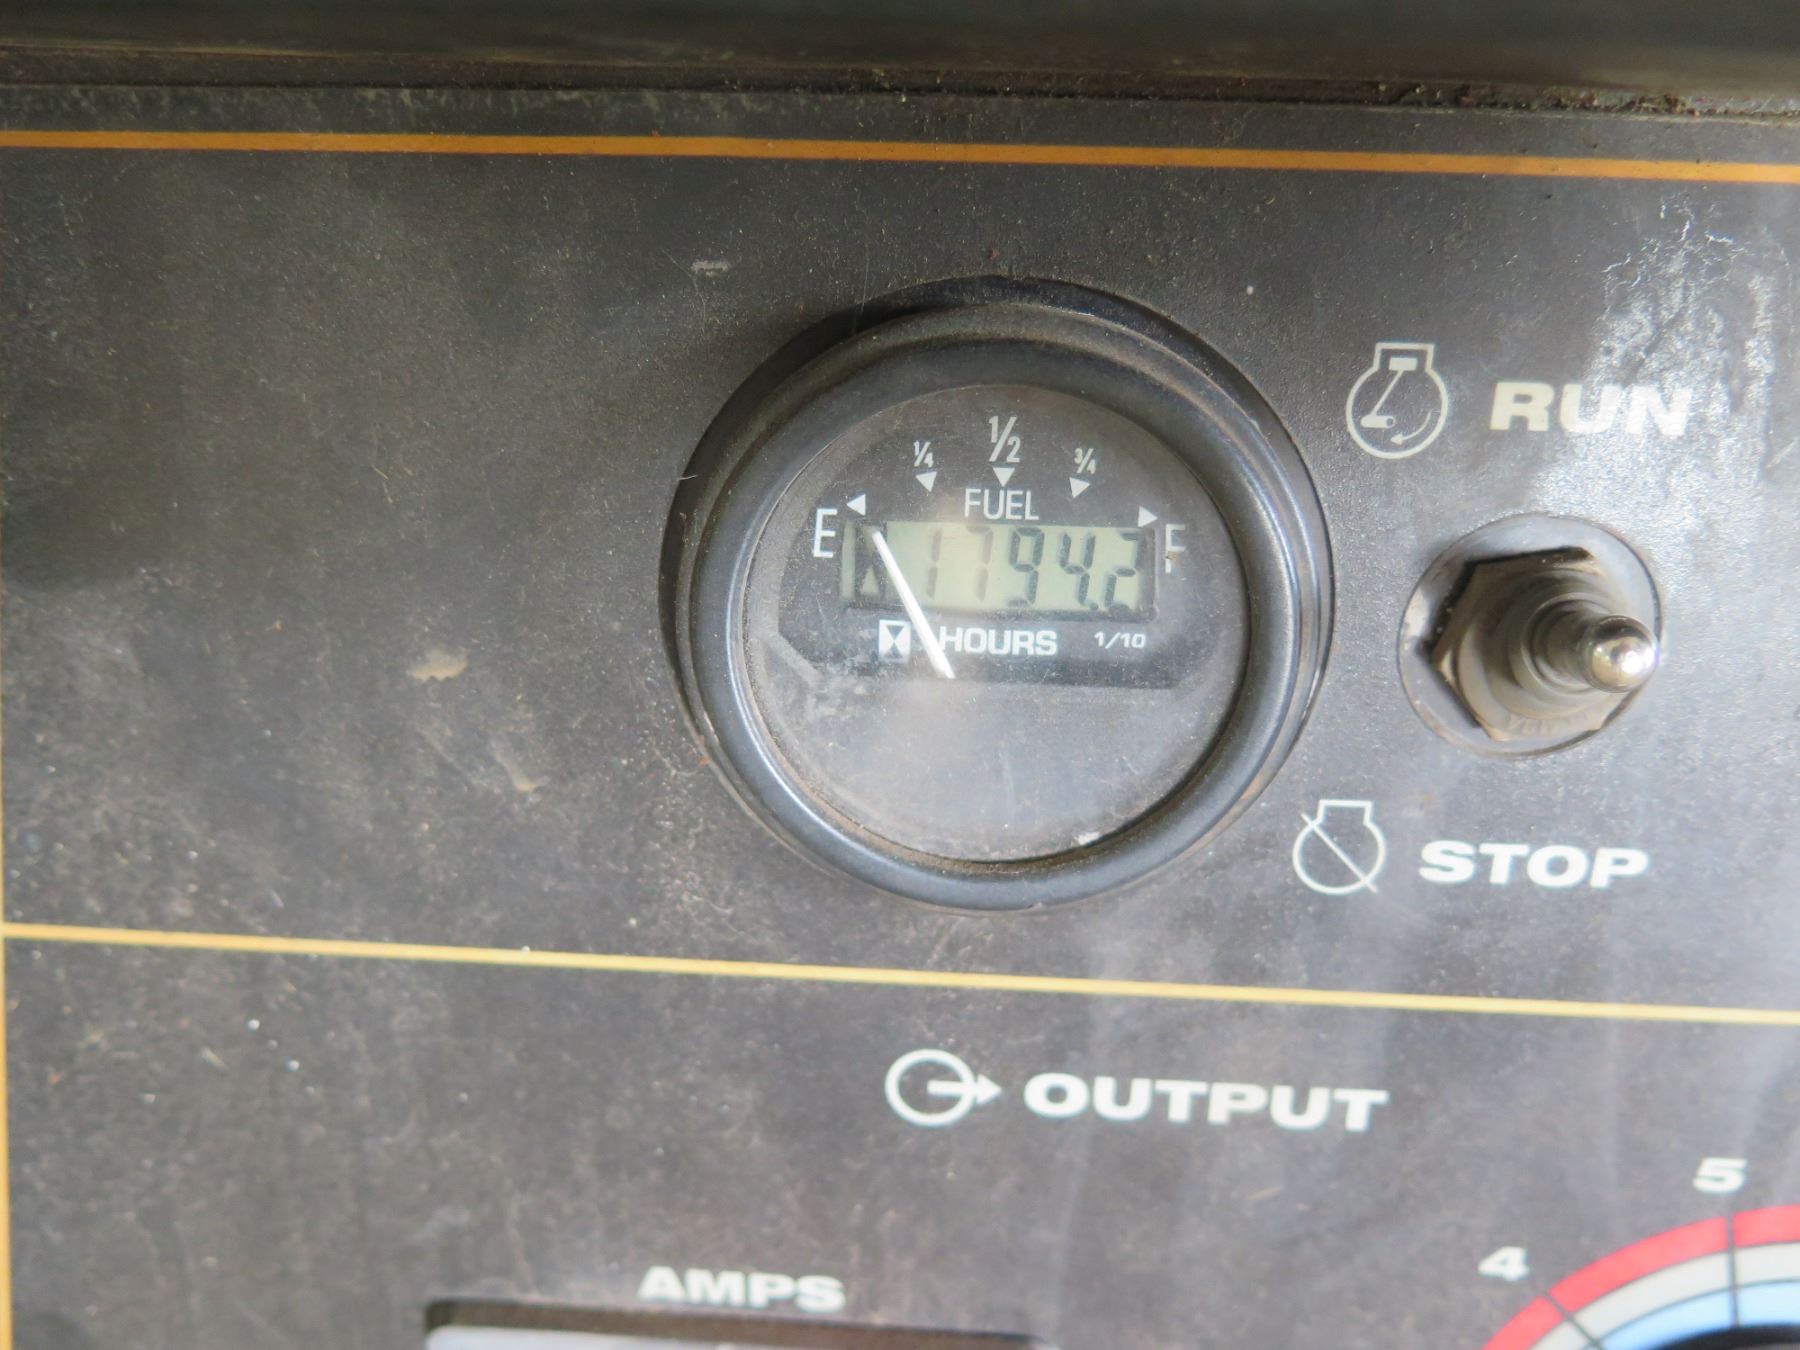 1/2
1/4 3/4
FUEL
E F
1794.2
HOURS 1/10
RUN
STOP
OUTPUT
5
4
AMPS